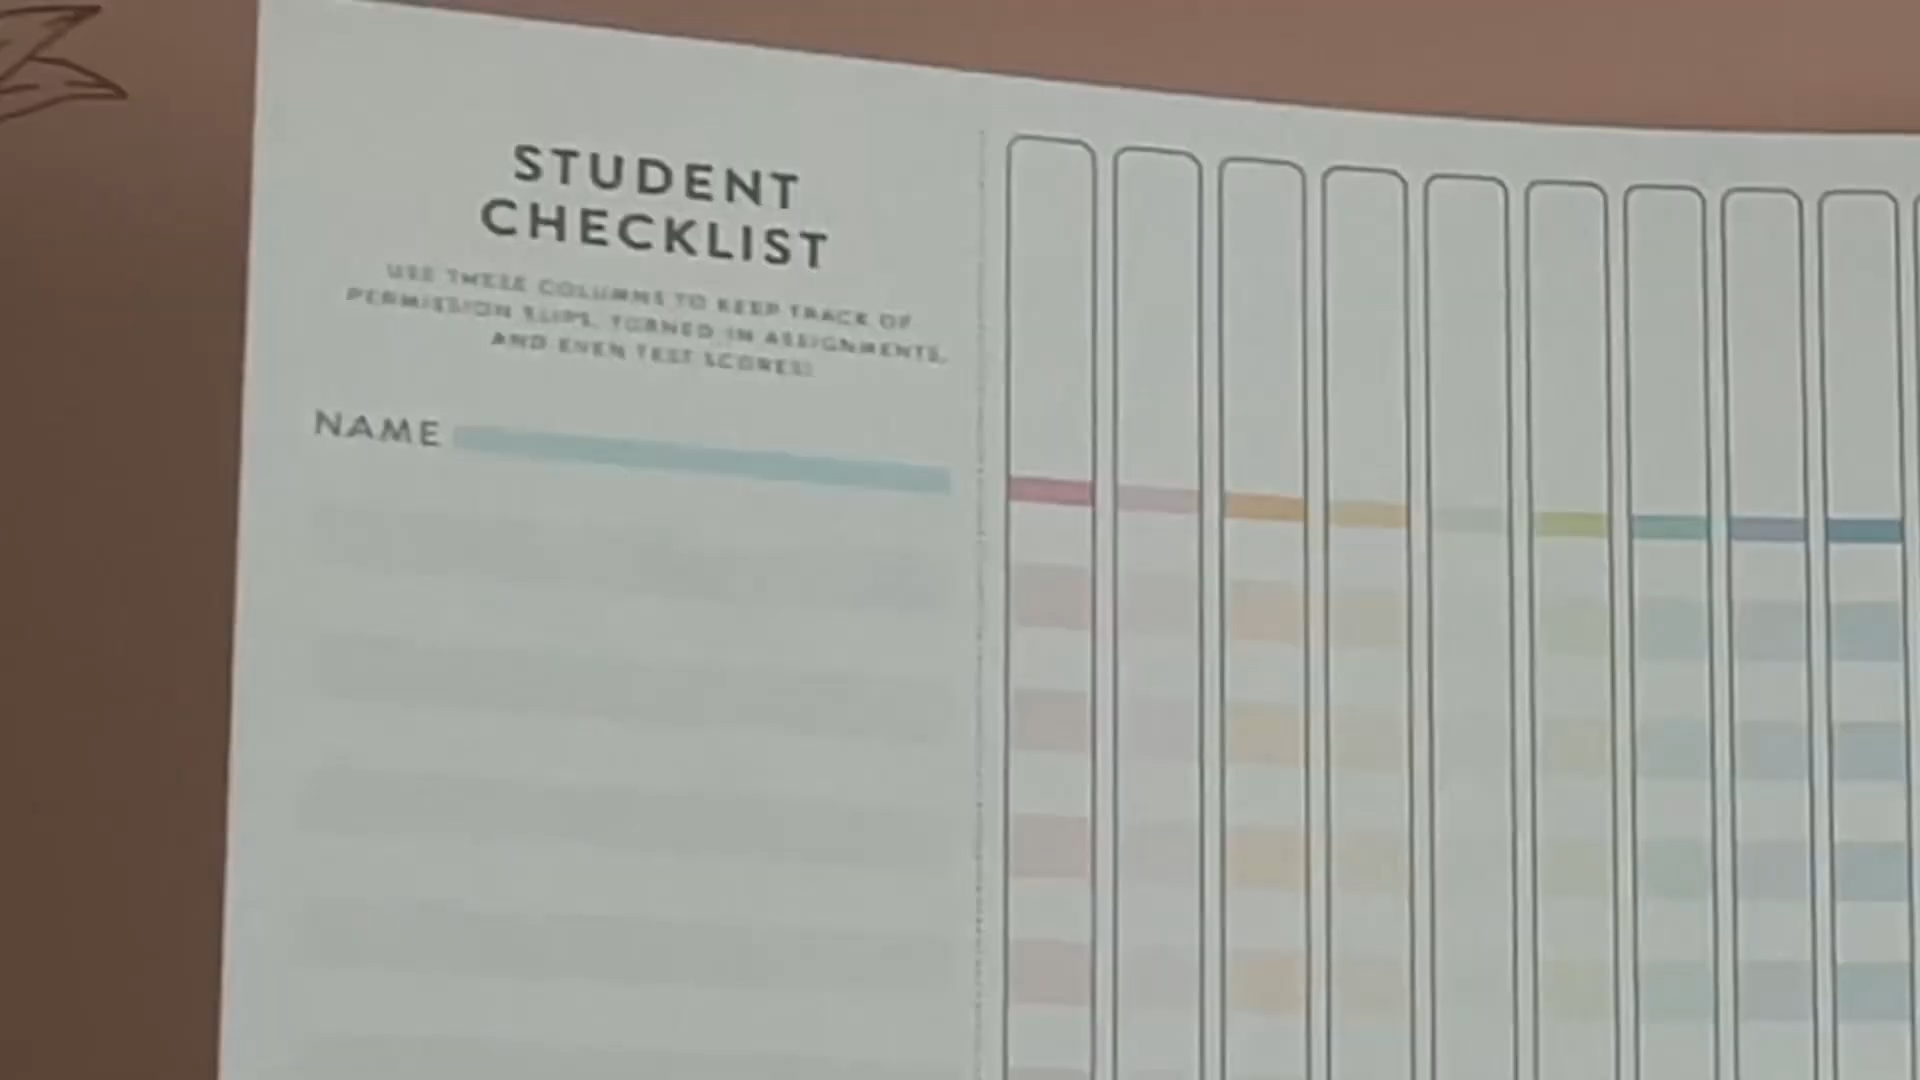 STUDENT
CHECKLIST
USE THESE COLUMNS TO KEEP TRACK OF
PERMISSION SLIPS, TURNED IN ASSIGNMENTS,
AND EVEN TEST SCORES!
NAME